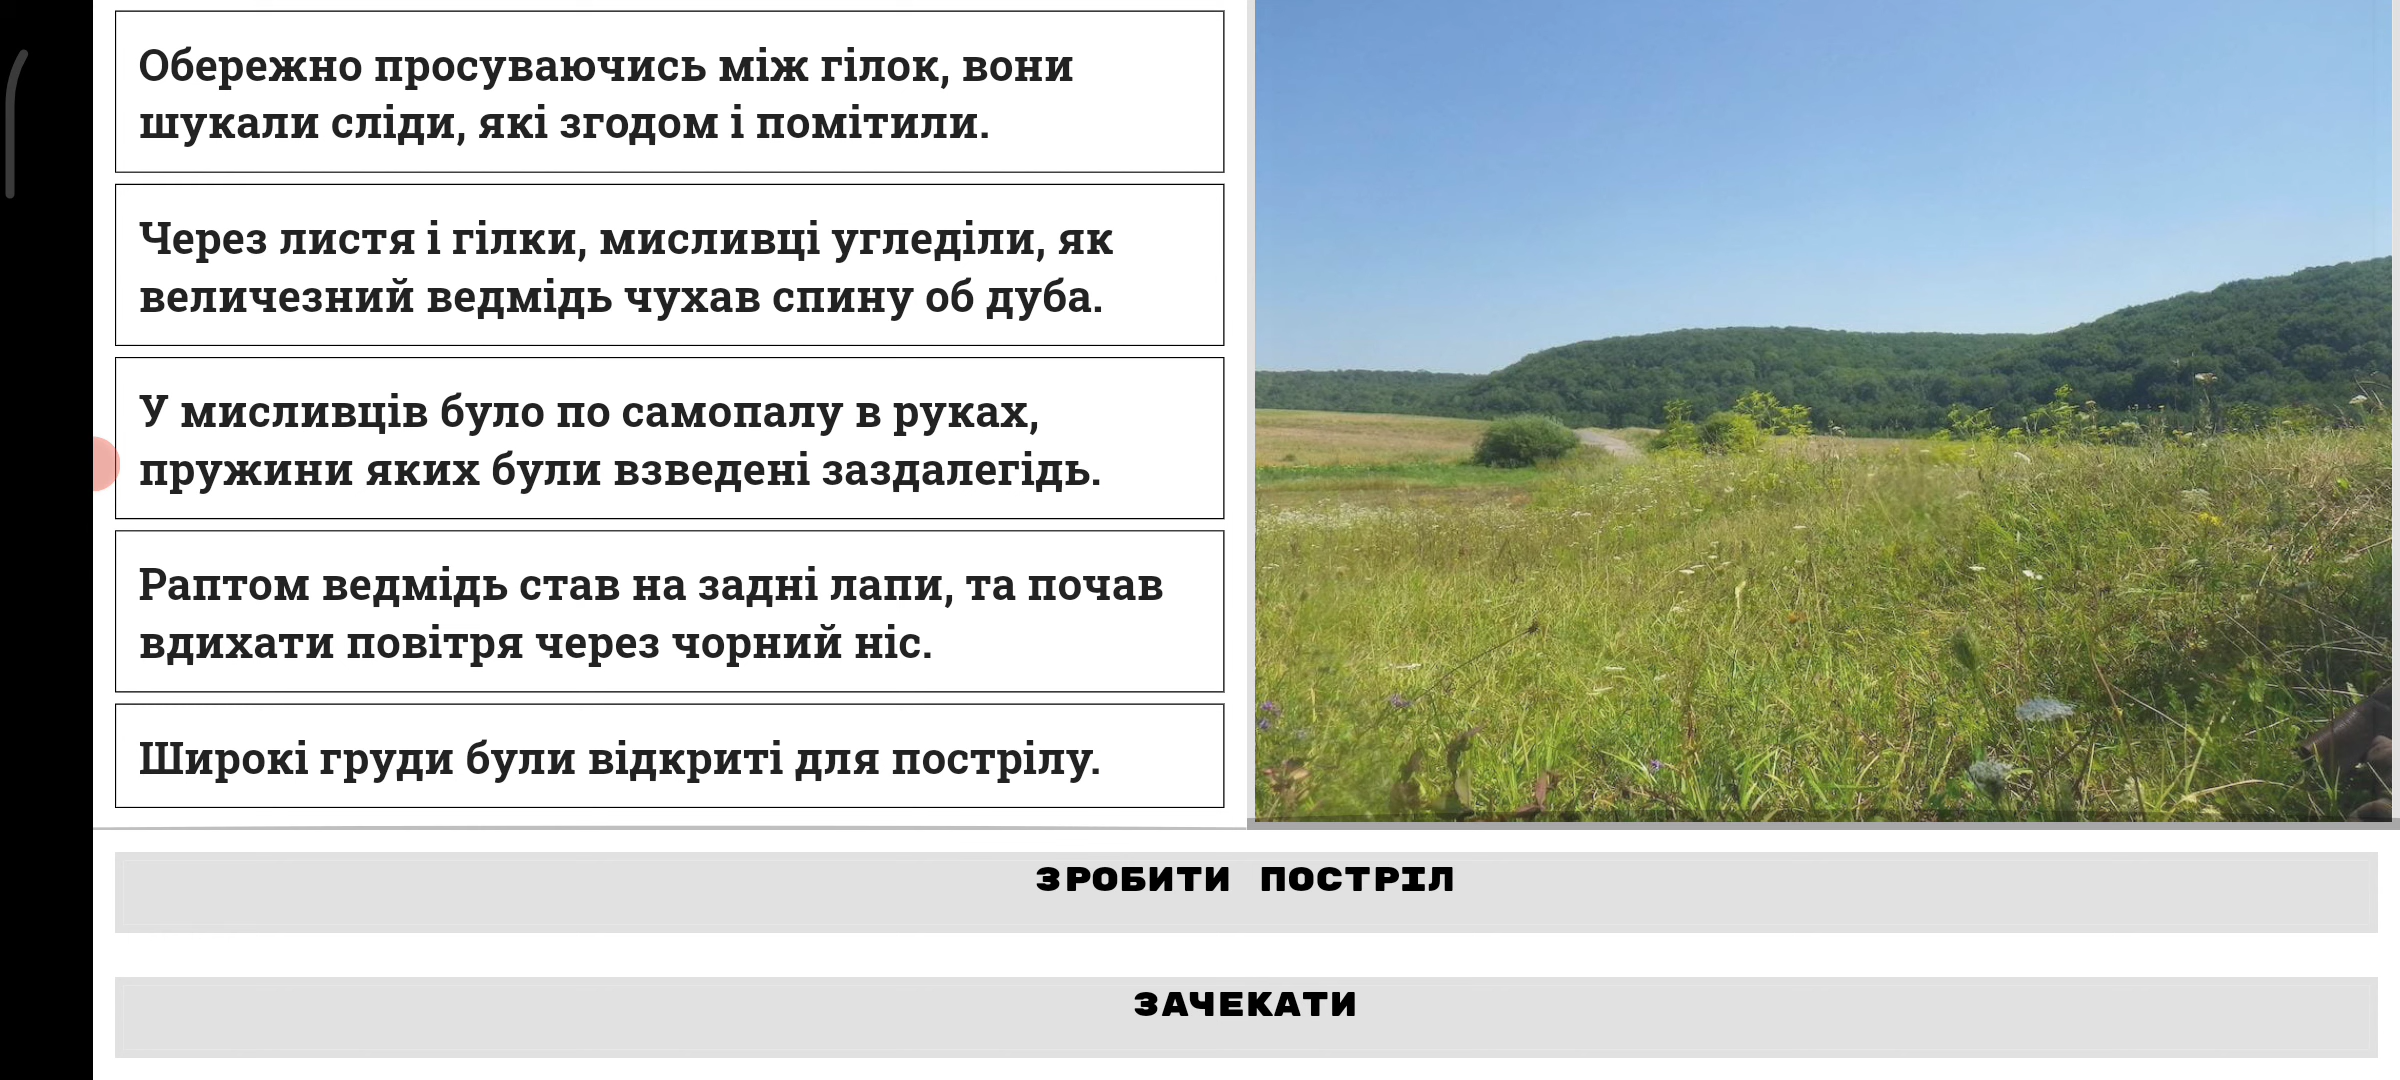 Обережно просуваючись між гілок, вони
шукали сліди, які згодом і помітили.
Через листя і гілки, мисливці угледіли, як
величезний ведмідь чухав спину об дуба.
У мисливців було по самопалу в руках,
пружини яких були взведені заздалегідь.
Раптом ведмідь став на задні лапи, та почав
вдихати повітря через чорний ніс.
Широкі груди були відкриті для пострілу.
ЗРОБИТИ ПОСТРІЛ
ЗАЧЕКАТИ